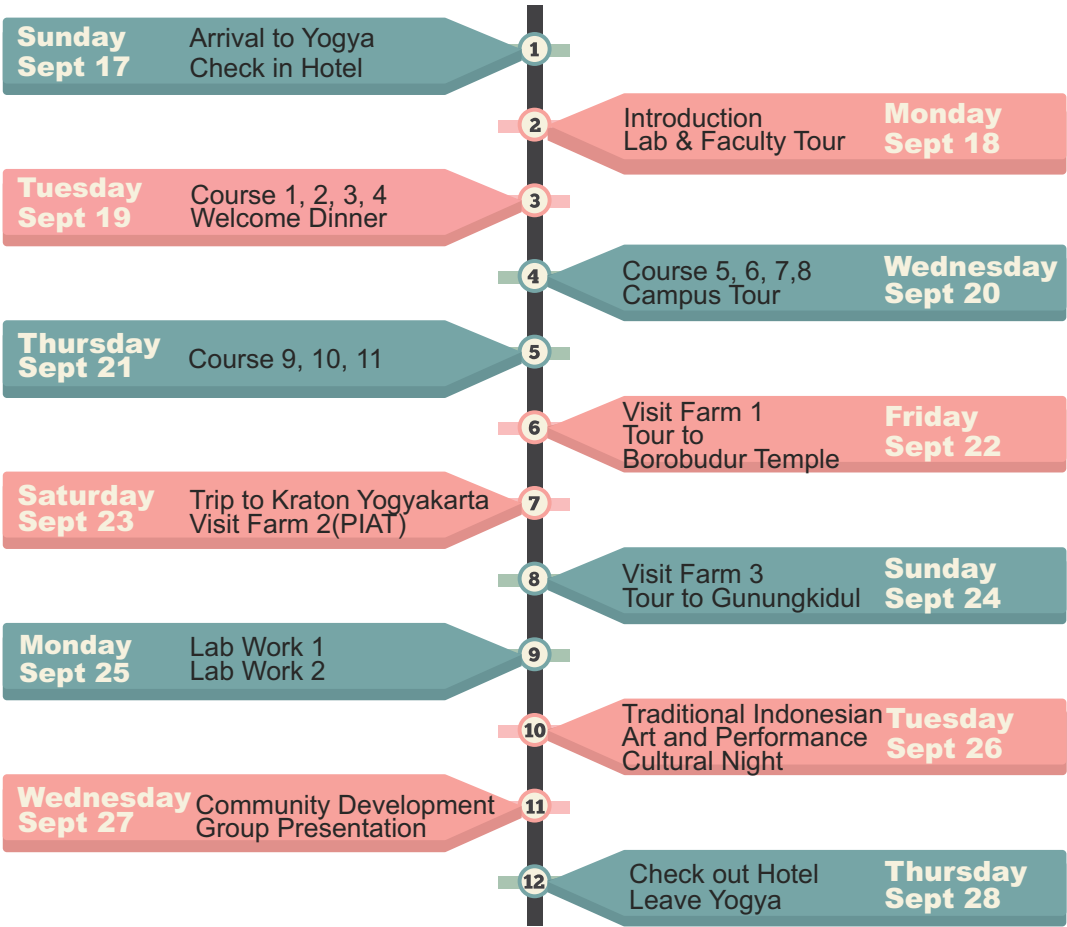 Sunday
Sept 17
Arrival to Yogya
Check in Hotel
1
2
Introduction
Lab & Faculty Tour
Monday
Sept 18
Tuesday
Sept 19
Course 1, 2, 3, 4
Welcome Dinner
3
4
Course 5, 6, 7,8
Campus Tour
Wednesday
Sept 20
Thursday
Sept 21
Course 9, 10, 11
5
6
Visit Farm 1
Tour to
Borobudur Temple
Friday
Sept 22
Saturday
Sept 23
Trip to Kraton Yogyakarta
Visit Farm 2(PIAT)
7
8
Visit Farm 3
Tour to Gunungkidul
Sunday
Sept 24
Monday
Sept 25
Lab Work 1
Lab Work 2
9
10
Traditional Indonesian
Art and Performance
Cultural Night
Tuesday
Sept 26
Wednesday
Sept 27
Community Development
Group Presentation
11
12
Check out Hotel
Leave Yogya
Thursday
Sept 28